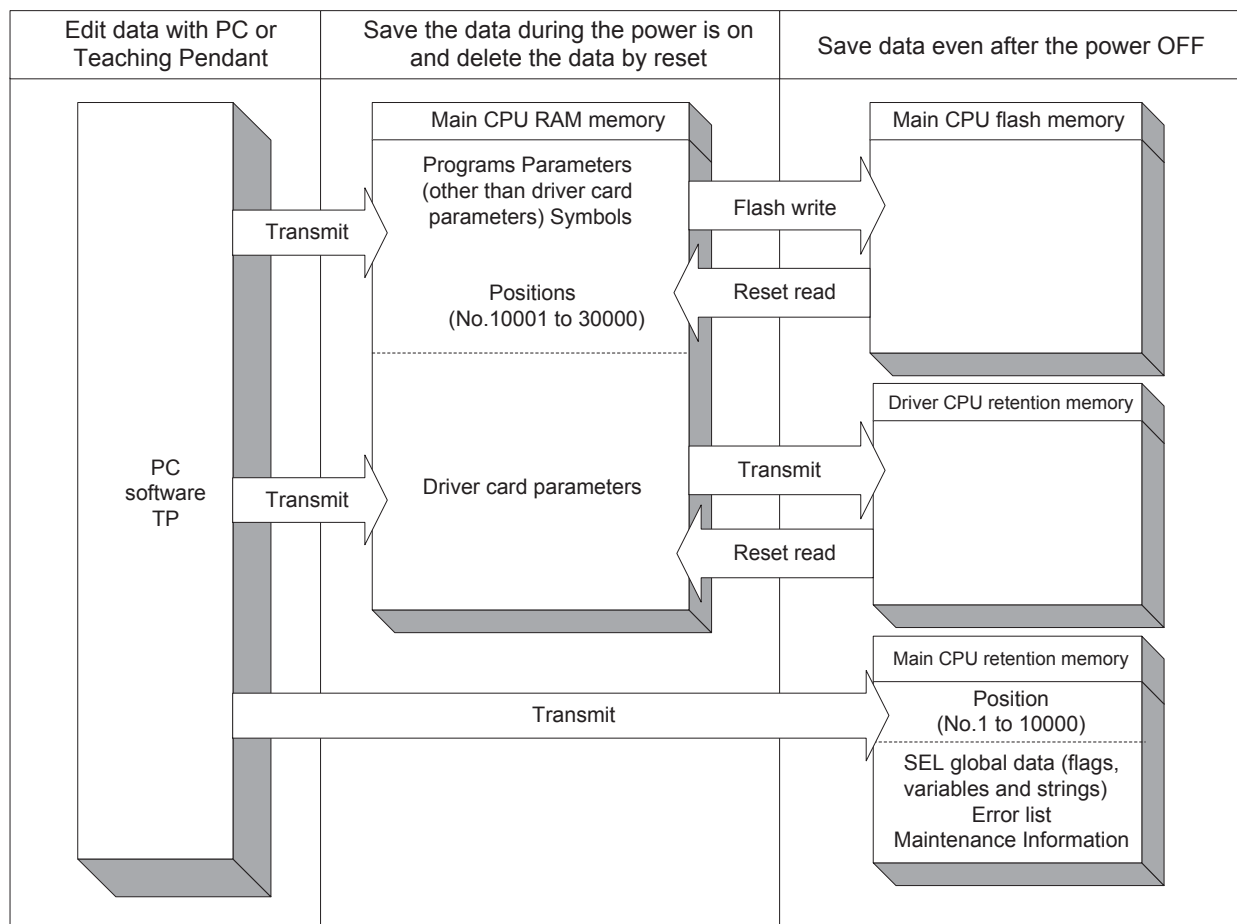 Edit data with PC or
Teaching Pendant
Save the data during the power is on
and delete the data by reset
Save data even after the power OFF
Main CPU RAM memory
Main CPU flash memory
Programs Parameters
(other than driver card
parameters) Symbols
Transmit
Flash write
Reset read
Positions
(No.10001 to 30000)
Driver CPU retention memory
PC
software
TP
Transmit
Driver card parameters
Transmit
Reset read
Main CPU retention memory
Transmit
Position
(No.1 to 10000)
SEL global data (flags,
variables and strings)
Error list
Maintenance Information